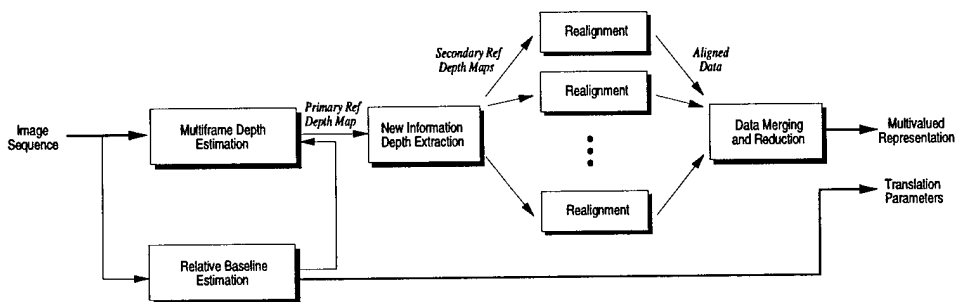 Image
Sequence
Multiframe Depth
Estimation
Primary Ref
Depth Map
New Information
Depth Extraction
Secondary Ref
Depth Maps
Realignment
Realignment
Realignment
Aligned
Data
Data Merging
and Reduction
Multivalued
Representation
Translation
Parameters
Relative Baseline
Estimation